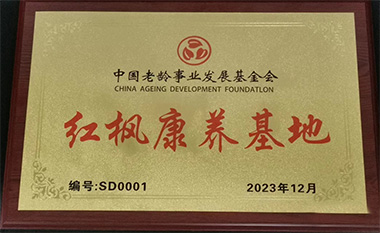 中国老龄事业发展基金会
CHINA AGEING DEVELOPMENT FOUNDATLON
红枫康养基地
编号:SD0001
2023年12月